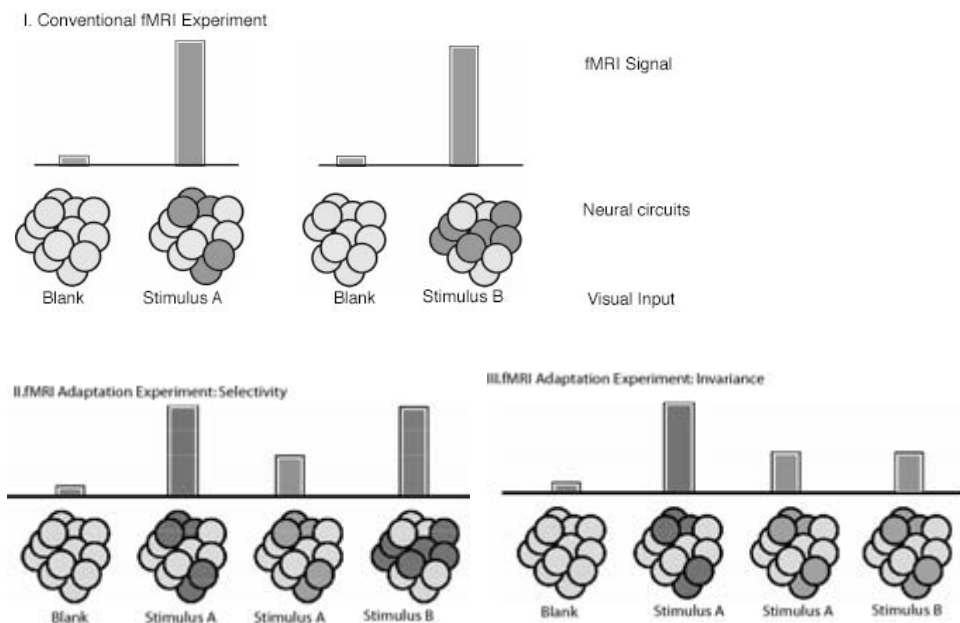 I. Conventional fMRI Experiment
fMRI Signal
Neural circuits
Blank Stimulus A Blank Stimulus B Visual Input
II.fMRI Adaptation Experiment: Selectivity
III.fMRI Adaptation Experiment: Invariance
Blank Stimulus A Stimulus A Stimulus B
Blank Stimulus A Stimulus A Stimulus B